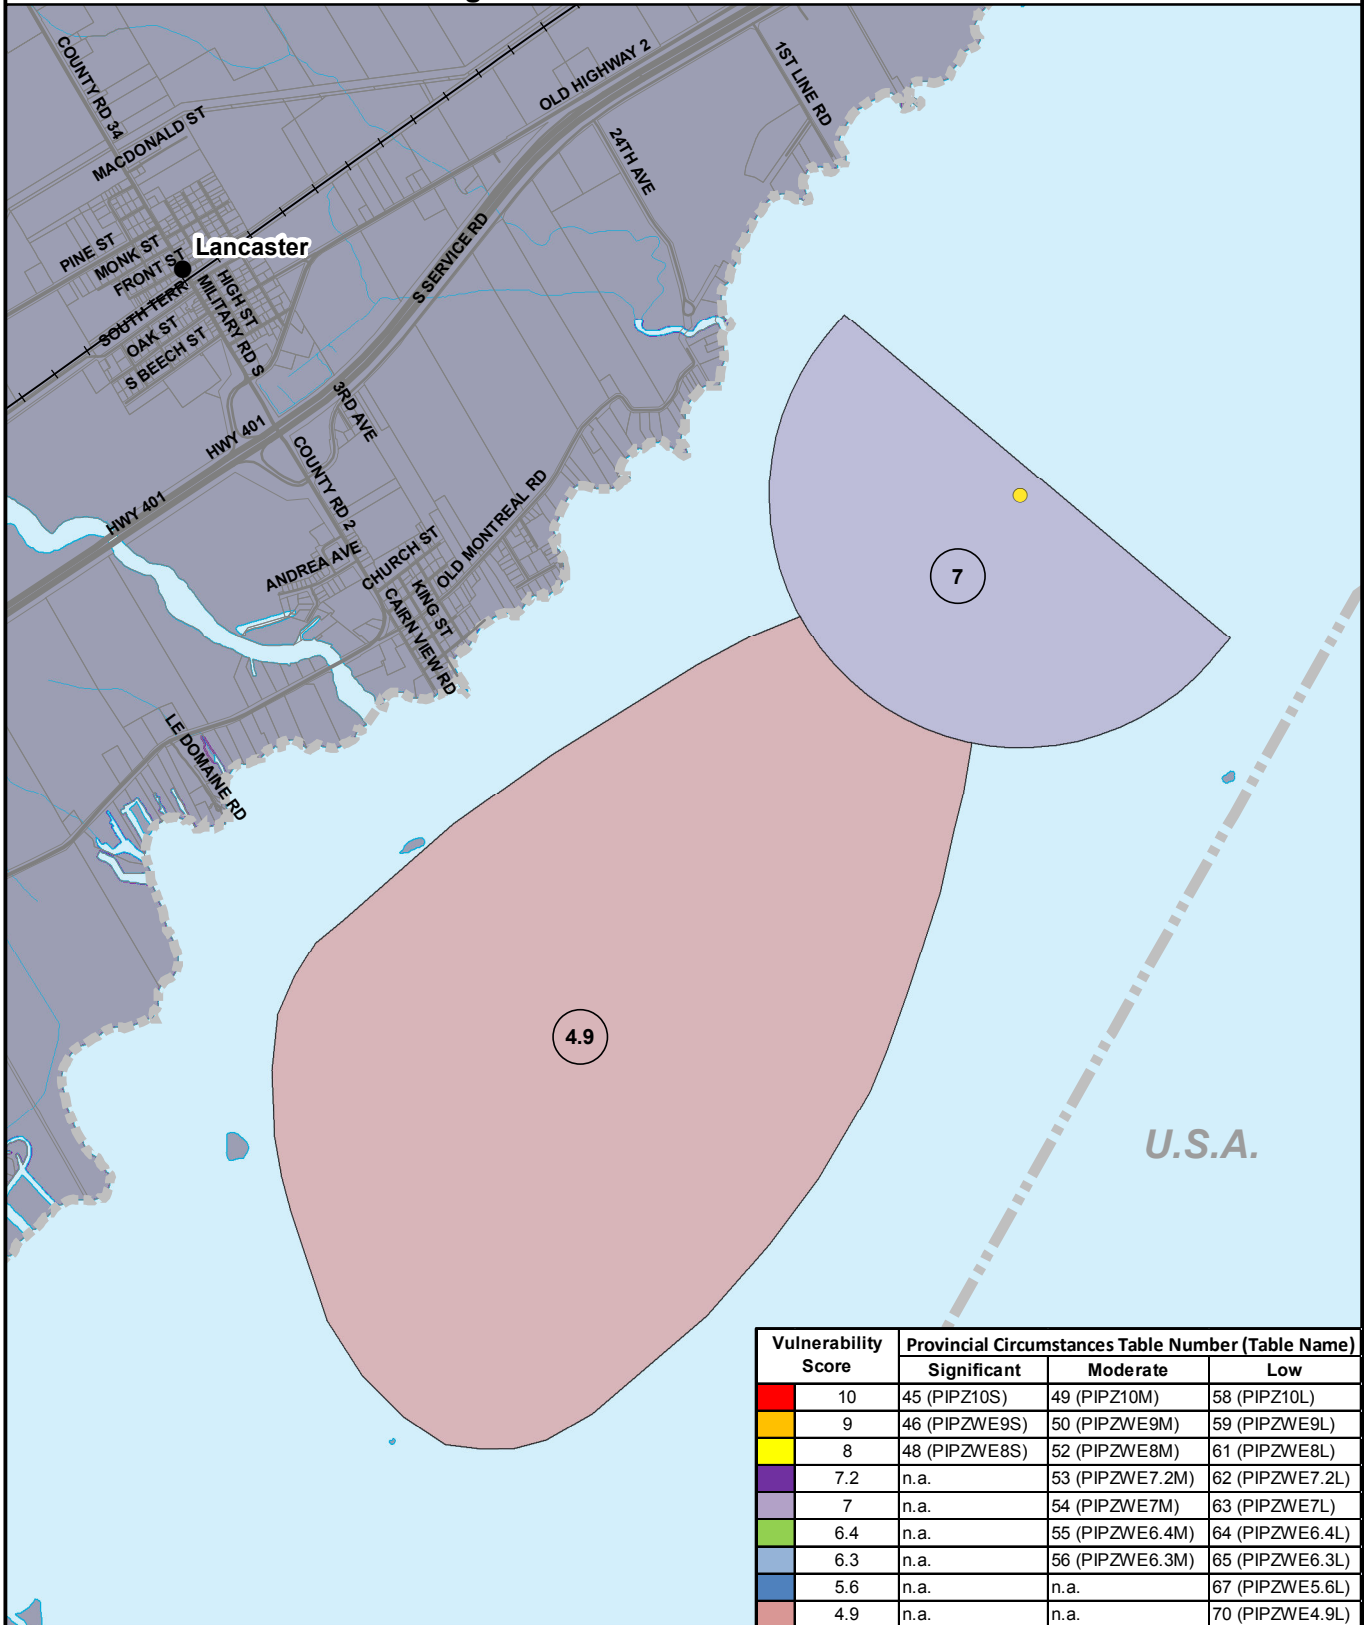 COUNTY RD 34
MACDONALD ST
OLD HIGHWAY 2
1ST LINE RD
24TH AVE
PINE ST
MONK ST
FRONT ST
Lancaster
SOUTH TERR
HIGH ST
MILITARY RD S
OAK ST
S BEECH ST
S SERVICE RD
HWY 401
3RD AVE
HWY 401
COUNTY RD 2
OLD MONTREAL RD
ANDREA AVE
CHURCH ST
KING ST
CAIRN VIEW RD
LE DOMAINE RD
7
4.9
U.S.A.
Vulnerability Score
Provincial Circumstances Table Number (Table Name)
Significant Moderate Low
10 45 (PIPZ10S) 49 (PIPZ10M) 58 (PIPZ10L)
9 46 (PIPZWE9S) 50 (PIPZWE9M) 59 (PIPZWE9L)
8 48 (PIPZWE8S) 52 (PIPZWE8M) 61 (PIPZWE8L)
7.2 n.a. 53 (PIPZWE7.2M) 62 (PIPZWE7.2L)
7 n.a. 54 (PIPZWE7M) 63 (PIPZWE7L)
6.4 n.a. 55 (PIPZWE6.4M) 64 (PIPZWE6.4L)
6.3 n.a. 56 (PIPZWE6.3M) 65 (PIPZWE6.3L)
5.6 n.a. n.a. 67 (PIPZWE5.6L)
4.9 n.a. n.a. 70 (PIPZWE4.9L)